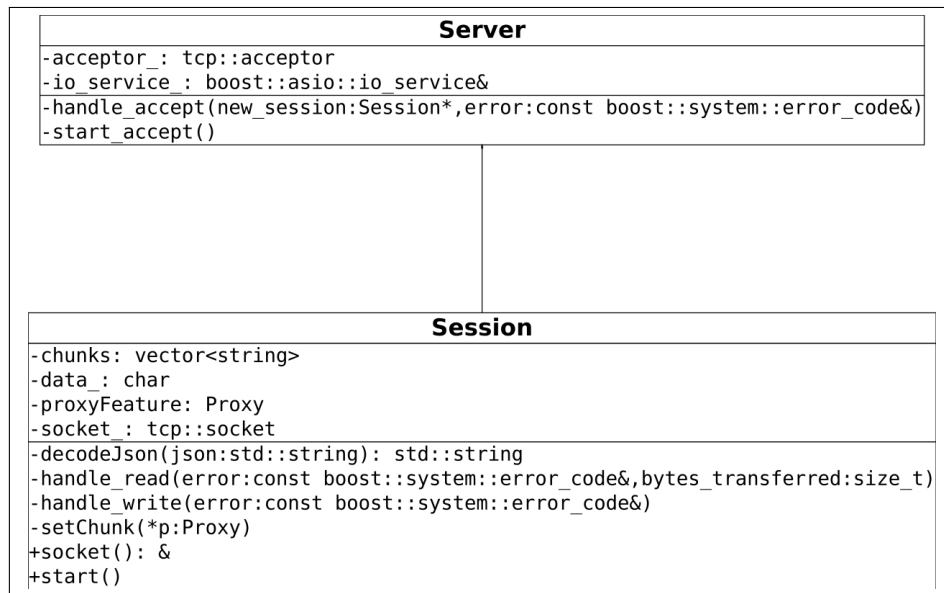 Server
-acceptor_: tcp::acceptor
-io_service_: boost::asio::io_service&
-handle_accept(new_session:Session*,error:const boost::system::error_code&)
-start_accept()
Session
-chunks: vector<string>
-data_: char
-proxyFeature: Proxy
-socket_: tcp::socket
-decodeJson(json:std::string): std::string
-handle_read(error:const boost::system::error_code&,bytes_transferred:size_t)
-handle_write(error:const boost::system::error_code&)
-setChunk(*p:Proxy)
+socket(): &
+start()